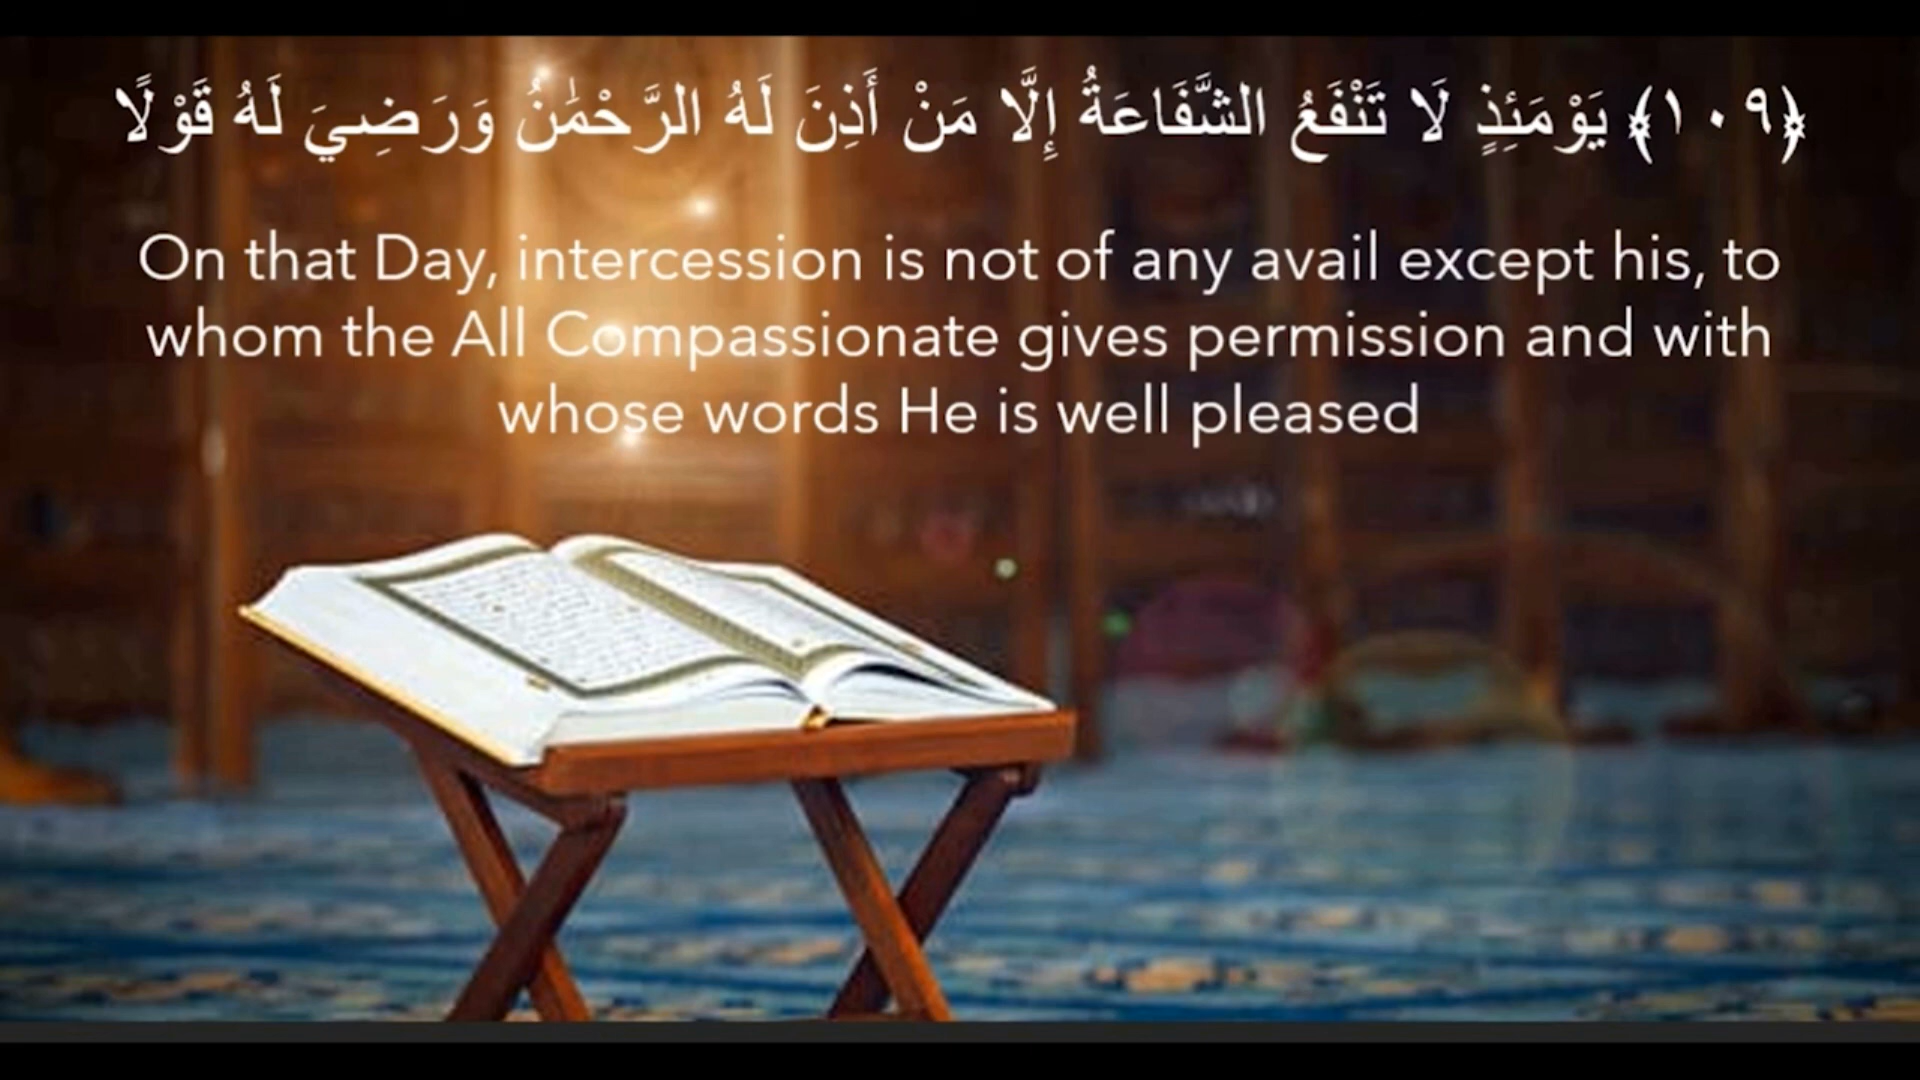 ﴿١٠٩﴾ يَوْمَئِذٍ لَا تَنْفَعُ الشَّفَاعَةُ إِلَّا مَنْ أَذِنَ لَهُ الرَّحْمَٰنُ وَرَضِيَ لَهُ قَوْلًا
On that Day, intercession is not of any avail except his, to
whom the All Compassionate gives permission and with
whose words He is well pleased